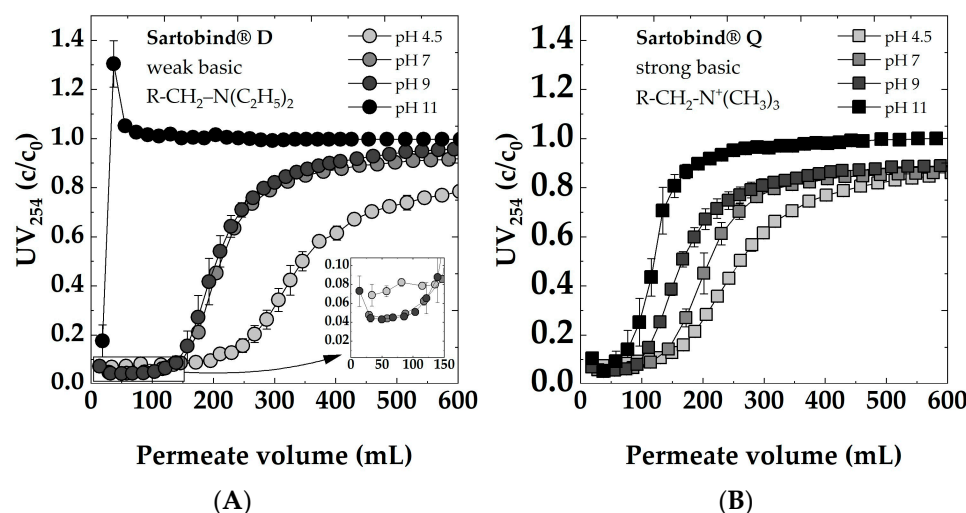 Sartobind® D
weak basic
R-CH2–N(C2H5)2
pH 4.5
pH 7
pH 9
pH 11
UV254 (c/c0)
1.4
1.2
1.0
0.8
0.6
0.4
0.2
0.0
0.10
0.08
0.06
0.04
0.02
0 50 100 150
0 100 200 300 400 500 600
Permeate volume (mL)
(A)
Sartobind® Q
strong basic
R-CH2-N+(CH3)3
pH 4.5
pH 7
pH 9
pH 11
UV254 (c/c0)
1.4
1.2
1.0
0.8
0.6
0.4
0.2
0.0
0 100 200 300 400 500 600
Permeate volume (mL)
(B)